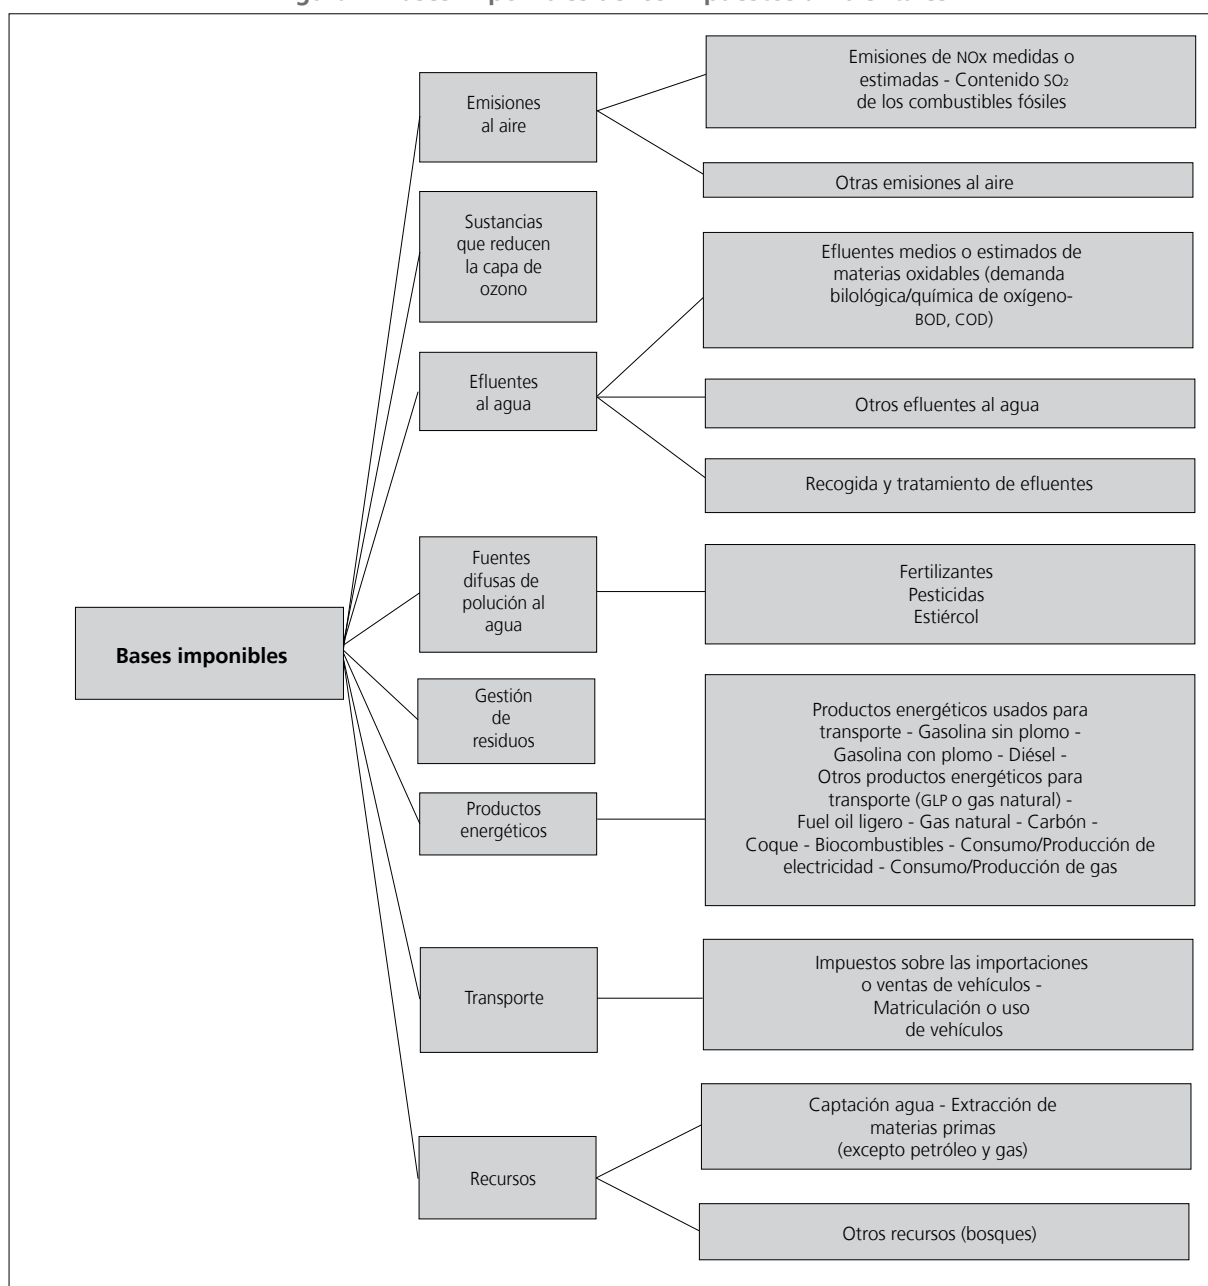 Emisiones
al aire
Emisiones de NOx medidas o
estimadas - Contenido SO2
de los combustibles fósiles
Otras emisiones al aire
Sustancias
que reducen
la capa de
ozono
Efluentes
al agua
Efluentes medios o estimados de
materias oxidables (demanda
bilológica/química de oxígeno-
BOD, COD)
Otros efluentes al agua
Recogida y tratamiento de efluentes
Fuentes
difusas de
polución al
agua
Fertilizantes
Pesticidas
Estiércol
Bases imponibles
Gestión
de
residuos
Productos
energéticos
Productos energéticos usados para
transporte - Gasolina sin plomo -
Gasolina con plomo - Diésel -
Otros productos energéticos para
transporte (GLP o gas natural) -
Fuel oil ligero - Gas natural - Carbón -
Coque - Biocombustibles - Consumo/Producción de
electricidad - Consumo/Producción de gas
Transporte
Impuestos sobre las importaciones
o ventas de vehículos -
Matriculación o uso
de vehículos
Recursos
Captación agua - Extracción de
materias primas
(excepto petróleo y gas)
Otros recursos (bosques)